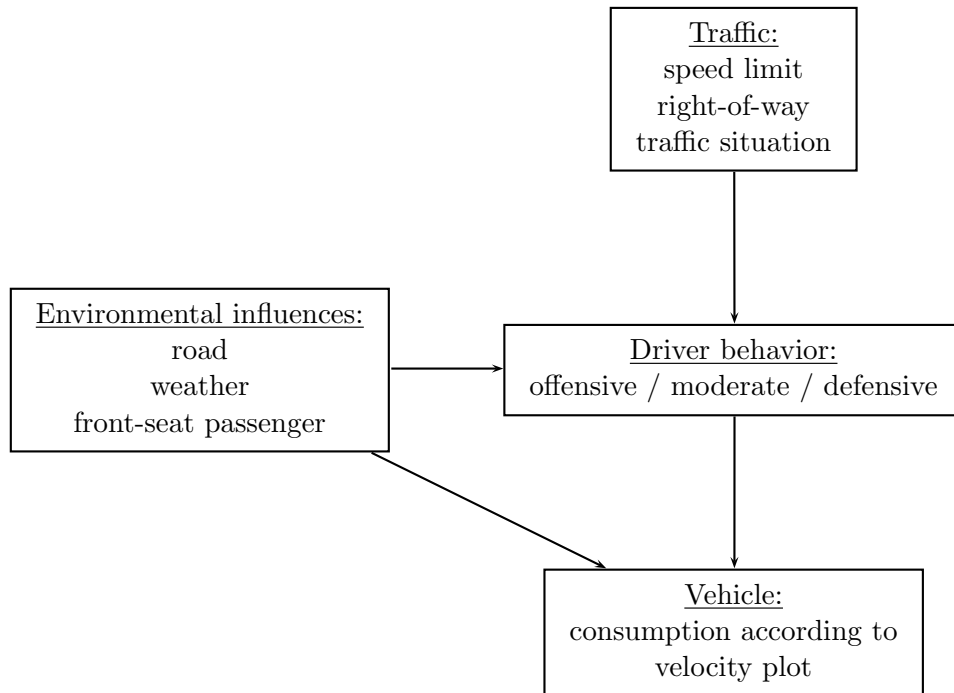 Traffic:
speed limit
right-of-way
traffic situation
Environmental influences:
road
weather
front-seat passenger
Driver behavior:
offensive / moderate / defensive
Vehicle:
consumption according to
velocity plot